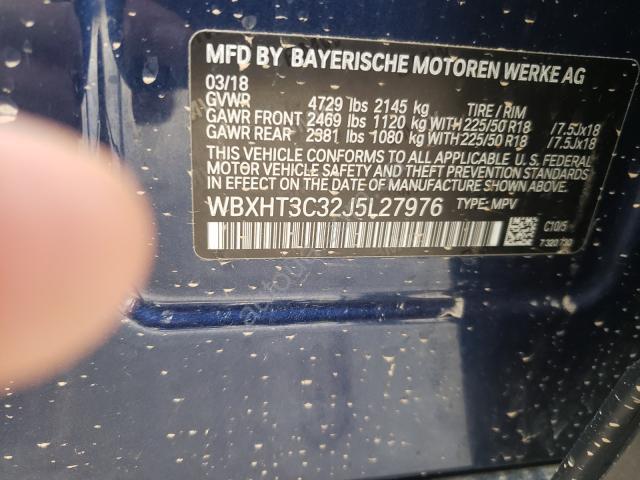 MFD BY BAYERISCHE MOTOREN WERKE AG
03/18
GVWR 4729 lbs 2145 kg TIRE / RIM
GAWR FRONT 2469 lbs 1120 kg WITH 225/50 R18 /7.5Jx18
GAWR REAR 2381 lbs 1080 kg WITH 225/50 R18 /7.5Jx18
THIS VEHICLE CONFORMS TO ALL APPLICABLE U. S. FEDERAL
MOTOR VEHICLE SAFETY AND THEFT PREVENTION STANDARDS
IN EFFECT ON THE DATE OF MANUFACTURE SHOWN ABOVE.
WBXHT3C32J5L27976 TYPE: MPV
C10/5